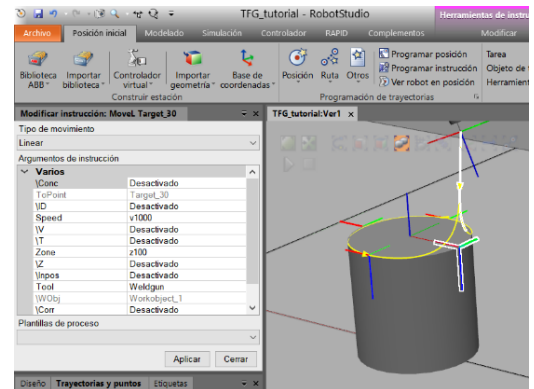 TFG_tutorial - RobotStudio
Herramientas de instru
Archivo Posición inicial Modelado Simulación Controlador RAPID Complementos Modificar
Biblioteca ABB
Importar biblioteca
Controlador virtual
Importar geometría
Base de coordenadas
Posición
Ruta
Otros
Programar posición
Programar instrucción
Ver robot en posición
Tarea
Objeto de
Herramient
Construir estación
Programación de trayectorias
Modificar instrucción: MoveL Target_30
TFG_tutorial:Ver1
Tipo de movimiento
Linear
Argumentos de instrucción
Varios
\Conc Desactivado
ToPoint Target_30
\ID Desactivado
Speed v1000
\V Desactivado
\T Desactivado
Zone z100
\Z Desactivado
\Inpos Desactivado
Tool Weldgun
\WObj Workobject_1
\Corr Desactivado
Plantillas de proceso
Aplicar Cerrar
Diseño Trayectorias y puntos Etiquetas